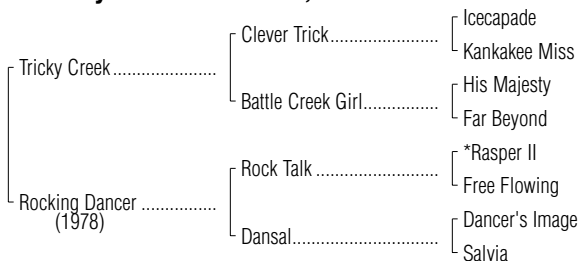 Icecapade
Clever Trick
Kankakee Miss
Tricky Creek
His Majesty
Battle Creek Girl
Far Beyond
*Rasper II
Rock Talk
Free Flowing
Rocking Dancer
(1978)
Dancer's Image
Dansal
Salvia